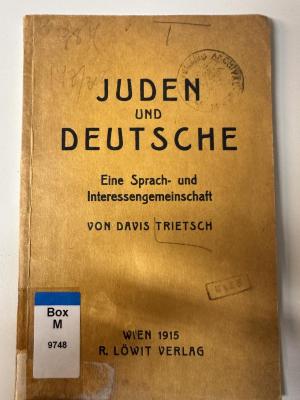 JUDEN
UND
DEUTSCHE
Eine Sprach- und
Interessengemeinschaft
VON DAVIS TRIETSCH
Box
M
9748
WIEN 1915
R. LÖWIT VERLAG